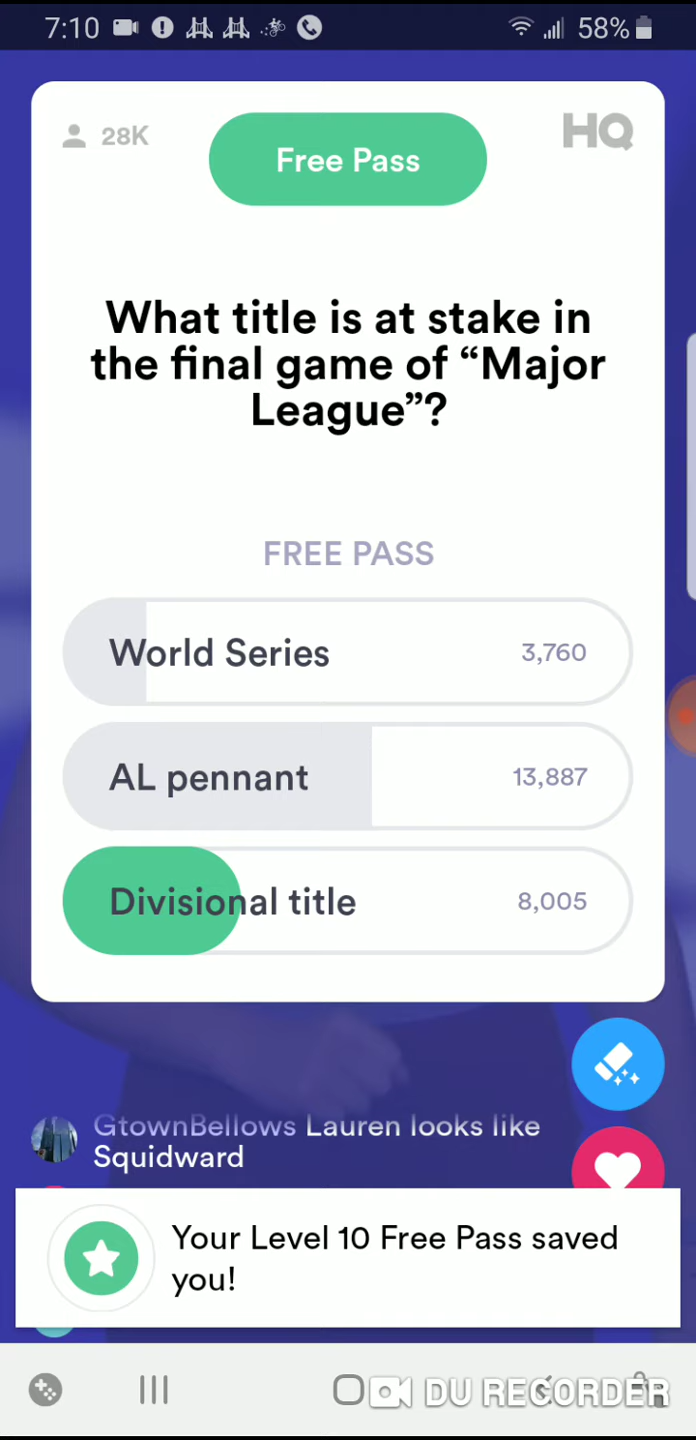 7:10 58%
28K Free Pass HQ
What title is at stake in
the final game of “Major
League”?
FREE PASS
World Series 3,760
AL pennant 13,887
Divisional title 8,005
GtownBellows Lauren looks like
Squidward
Your Level 10 Free Pass saved
you!
DU RECORDER